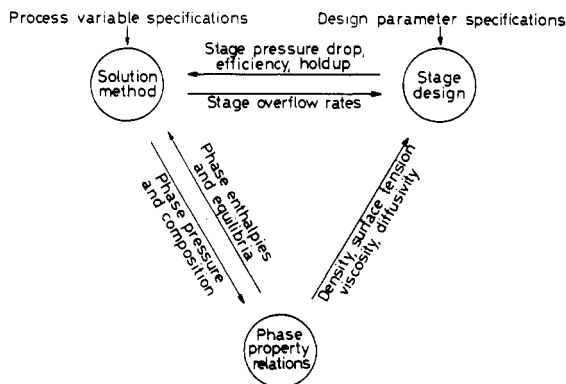 Process variable specifications
Design parameter specifications
Stage pressure drop,
efficiency, holdup
Solution
method
Stage
design
Stage overflow rates
Phase enthalpies
and equilibria
Phase pressure
and composition
Density, surface tension
viscosity, diffusivity
Phase
property
relations